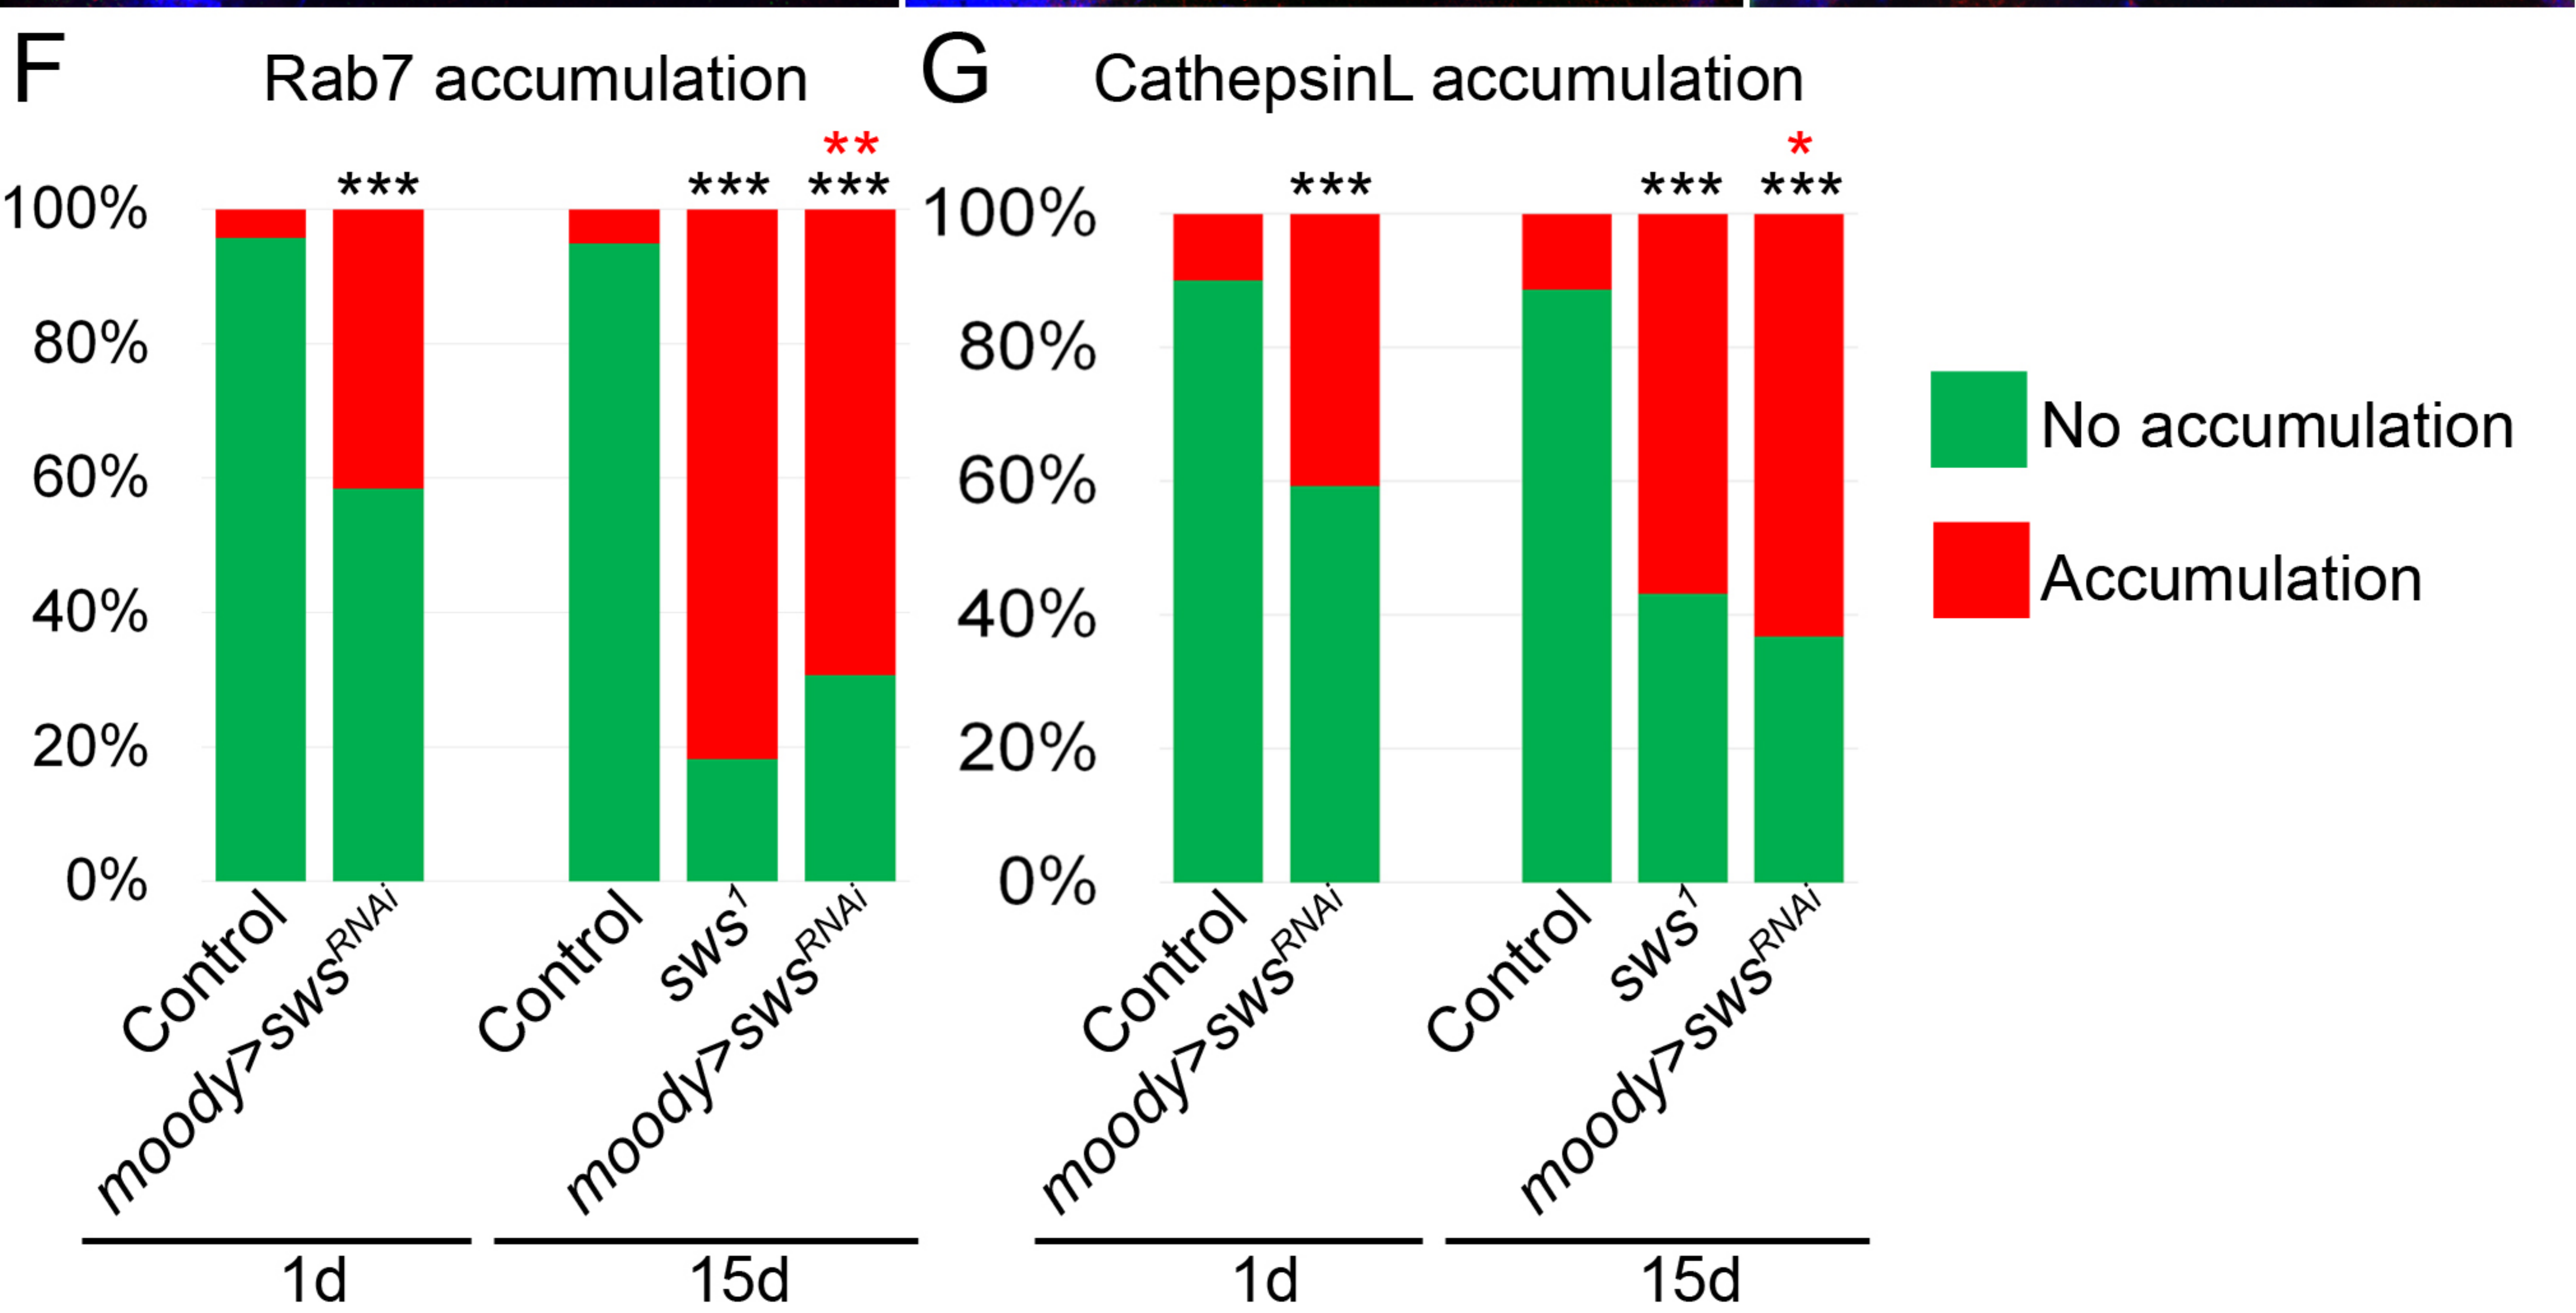 F
Rab7 accumulation
**
*** *** ***
100%
80%
60%
40%
20%
0%
Control
moody>sws^RNAi
Control
sws^1
moody>sws^RNAi
1d
15d
G
CathepsinL accumulation
*
*** *** ***
100%
80%
60%
40%
20%
0%
Control
moody>sws^RNAi
Control
sws^1
moody>sws^RNAi
1d
15d
No accumulation
Accumulation